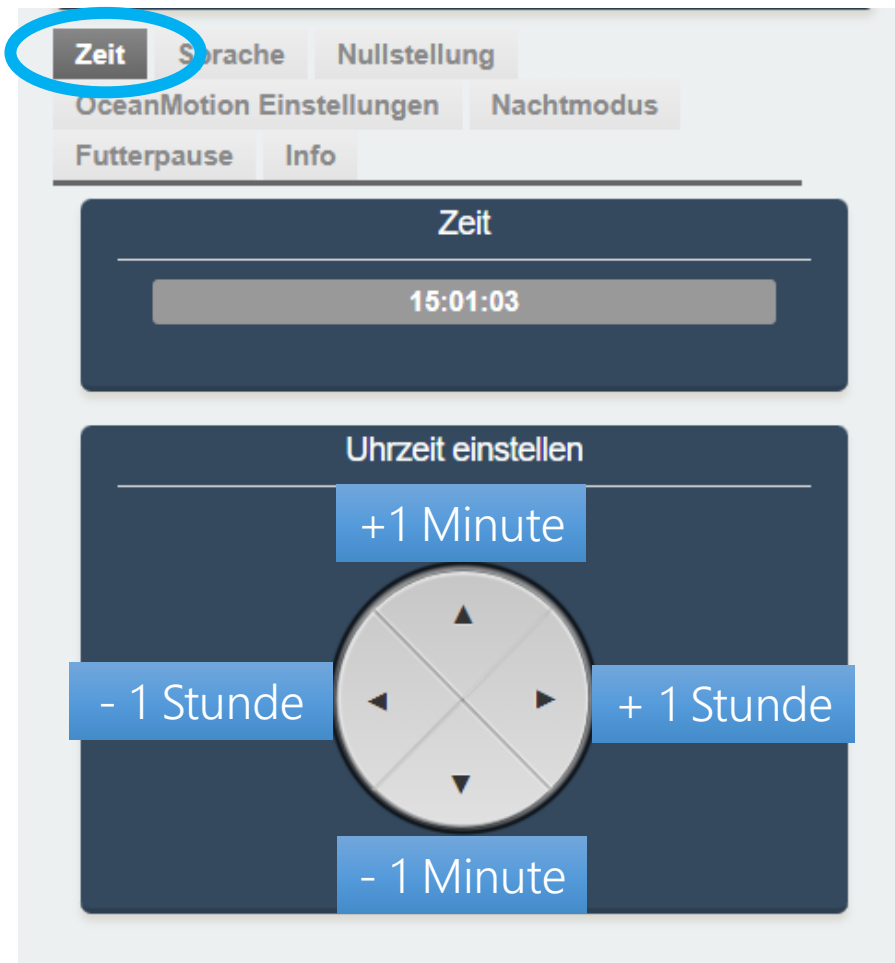 Zeit Sprache Nullstellung
OceanMotion Einstellungen Nachtmodus
Futterpause Info
Zeit
15:01:03
Uhrzeit einstellen
+1 Minute
- 1 Stunde
+ 1 Stunde
- 1 Minute